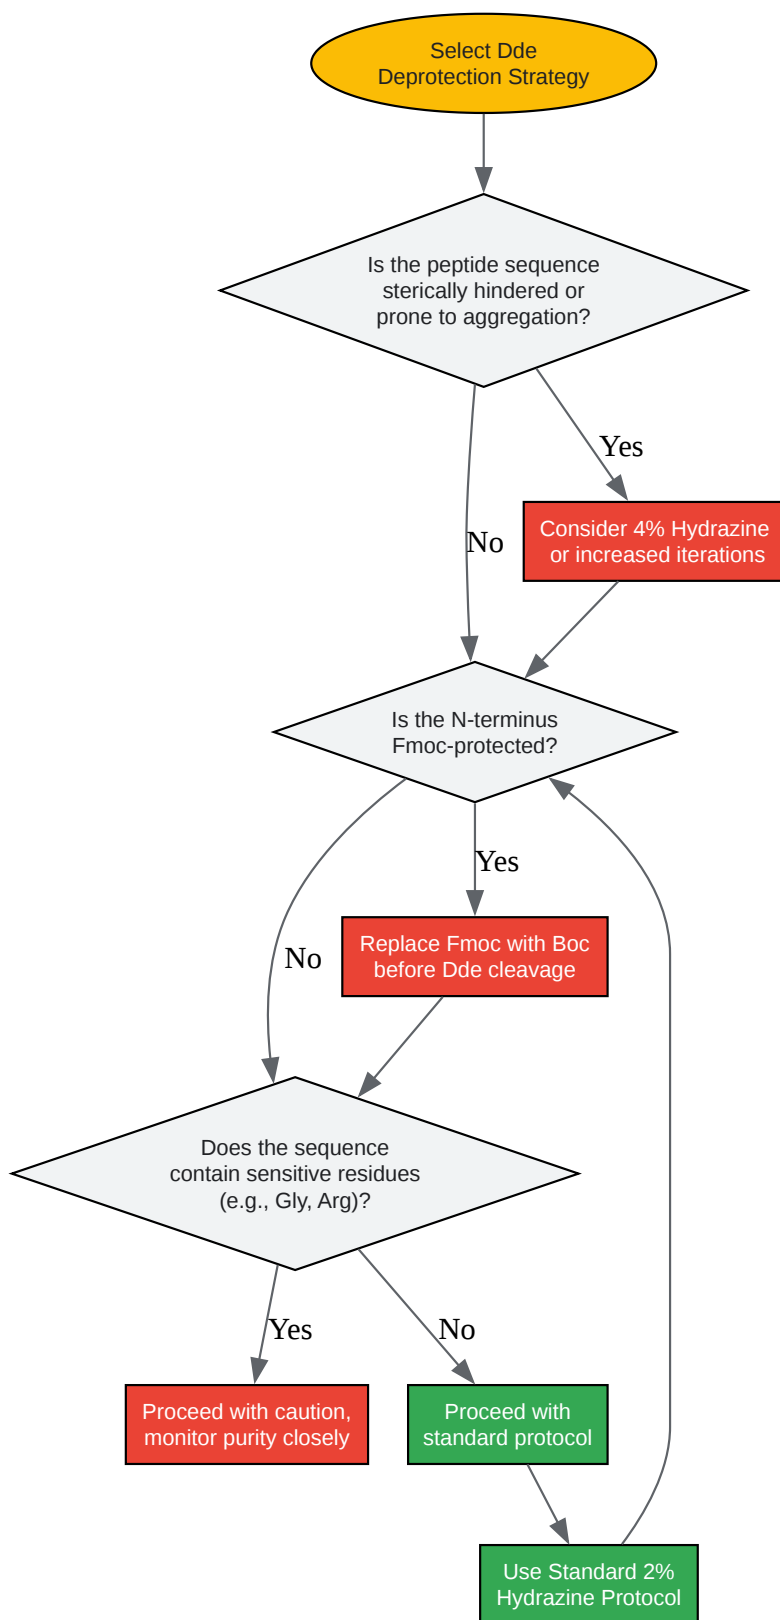 Select Dde
Deprotection Strategy
Is the peptide sequence
sterically hindered or
prone to aggregation?
Yes
No
Consider 4% Hydrazine
or increased iterations
Is the N-terminus
Fmoc-protected?
Yes
No
Replace Fmoc with Boc
before Dde cleavage
Does the sequence
contain sensitive residues
(e.g., Gly, Arg)?
Yes
No
Proceed with caution,
monitor purity closely
Proceed with
standard protocol
Use Standard 2%
Hydrazine Protocol